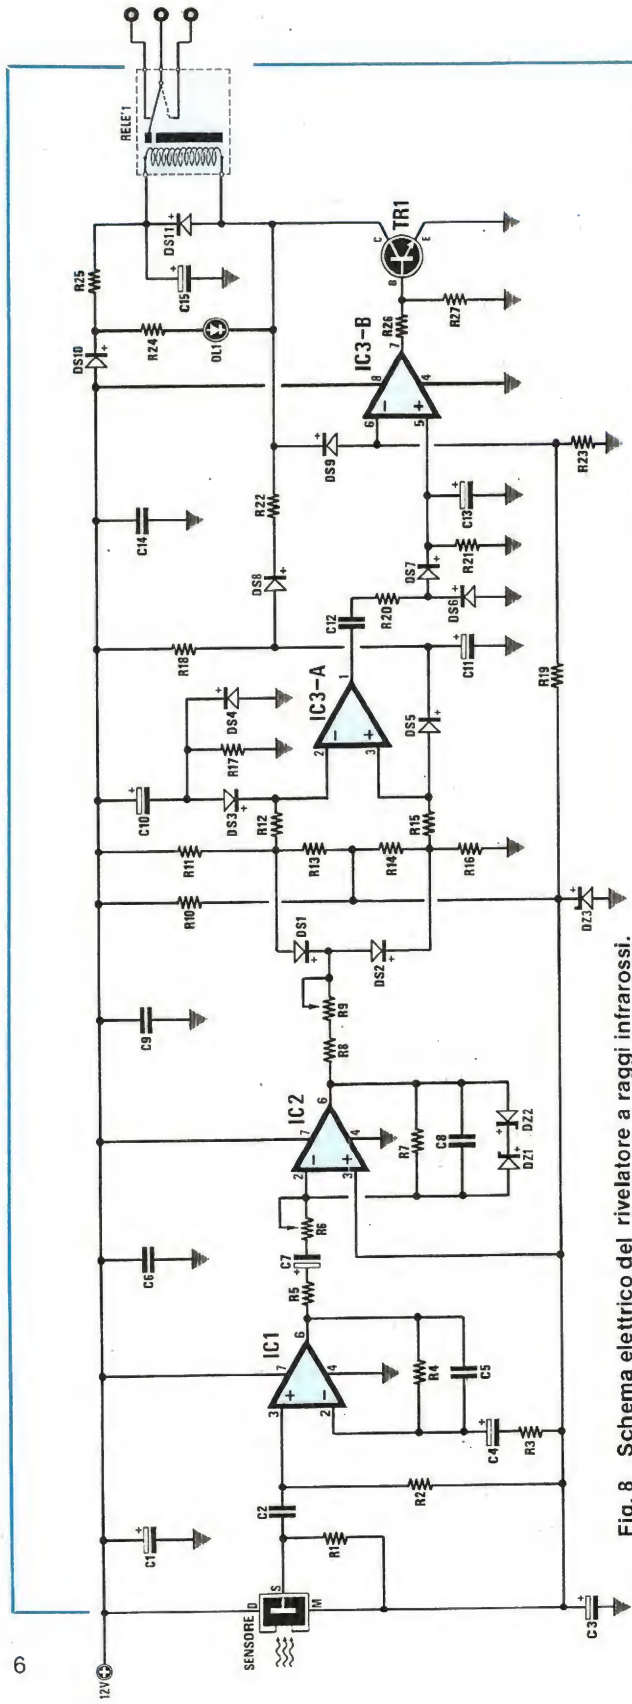 6
12V
C1
C6
C9
C14
DS10
R25
RELE'1
DS11
C15
R24
DL1
R10
R11
C10
R17
DS4
DS3
R18
DS8
R22
DS9
IC3-B
6
5
8
7
4
R26
R27
B
C
E
TR1
SENSORE
D
S
M
R1
C2
R2
C3
IC1
3
2
+
−
7
6
4
R4
C5
C4
R3
R5
C7
R6
IC2
2
3
−
+
7
6
4
R7
C8
DZ1
DZ2
R8
R9
DS1
DS2
R12
R13
R14
R15
R16
DZ3
IC3-A
2
3
−
+
1
C12
R20
DS5
C11
DS6
DS7
R21
C13
R19
R23
Fig. 8 Schema elettrico del rivelatore a raggi infrarossi.